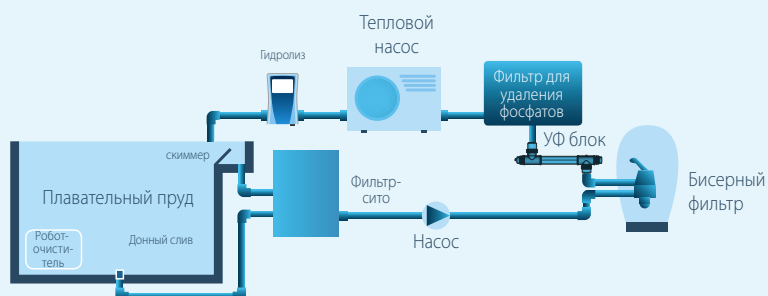 Тепловой
насос
Гидролиз
Фильтр для
удаления
фосфатов
УФ блок
скиммер
Плавательный пруд
Фильтр-
сито
Бисерный
фильтр
Робот-
очисти-
тель
Донный слив
Насос